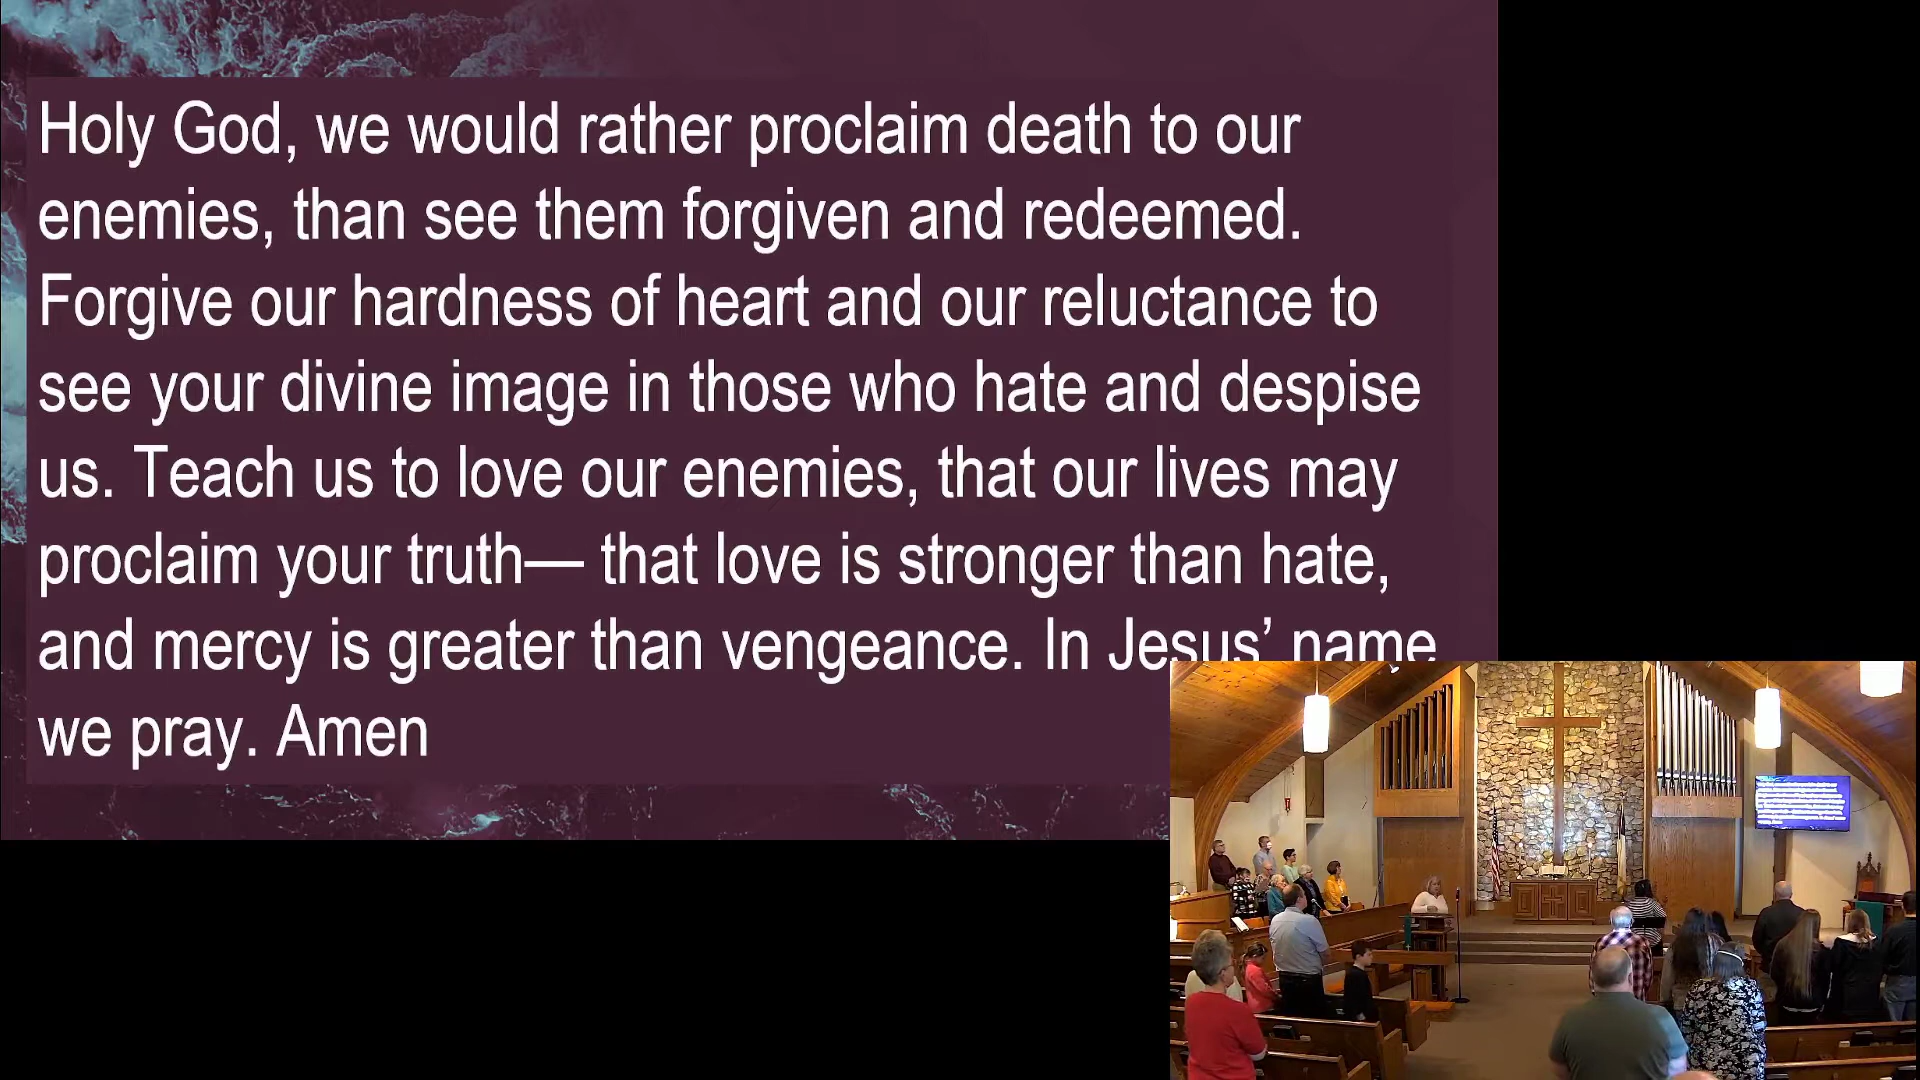 Holy God, we would rather proclaim death to our
enemies, than see them forgiven and redeemed.
Forgive our hardness of heart and our reluctance to
see your divine image in those who hate and despise
us. Teach us to love our enemies, that our lives may
proclaim your truth— that love is stronger than hate,
and mercy is greater than vengeance. In Jesus’ name
we pray. Amen